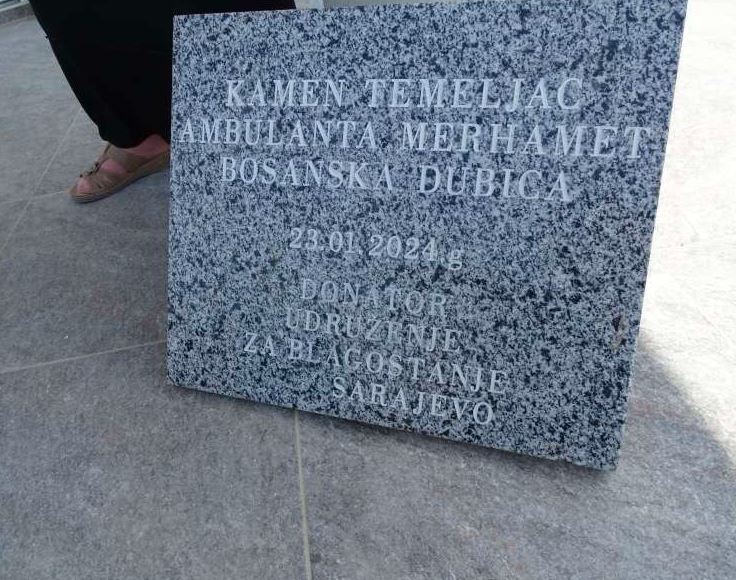 KAMEN TEMELJAC
AMBULANTA MERHAMET
BOSANSKA DUBICA
23.01.2024.g
DONATOR
UDRUŽENJE
ZA BLAGOSTANJE
SARAJEVO